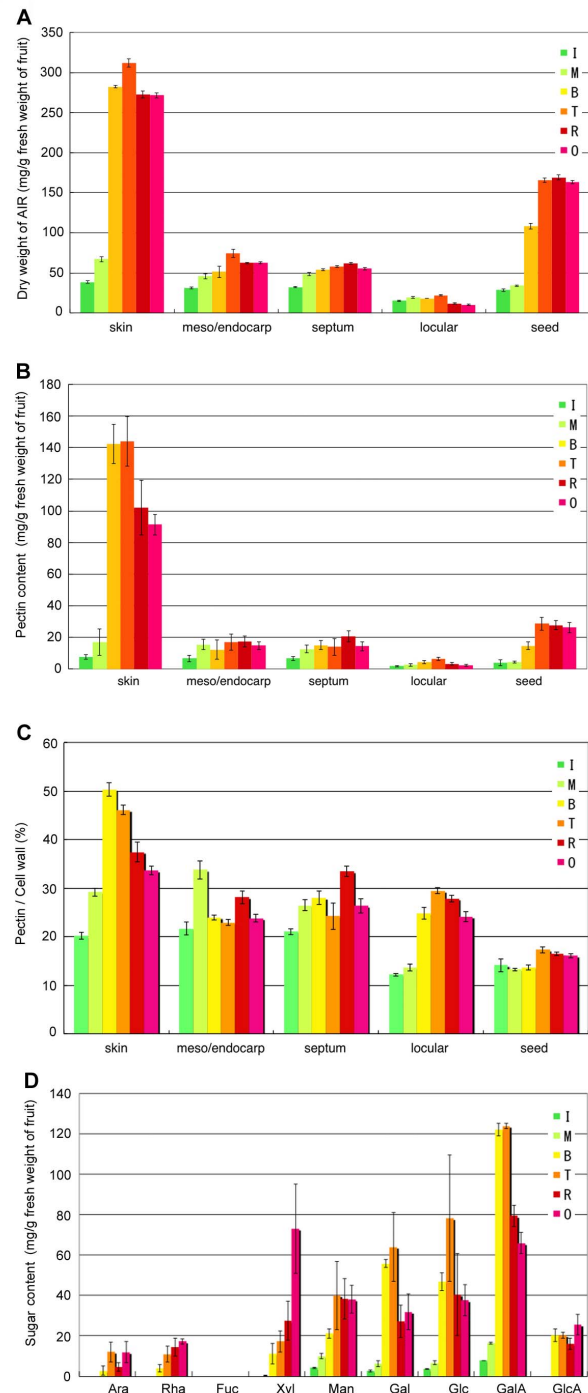 A
Dry weight of AIR (mg/g fresh weight of fruit)
350
300
250
200
150
100
50
0
I
M
B
T
R
O
skin meso/endocarp septum locular seed
B
Pectin content (mg/g fresh weight of fruit)
180
160
140
120
100
80
60
40
20
0
I
M
B
T
R
O
skin meso/endocarp septum locular seed
C
Pectin / Cell wall (%)
60
50
40
30
20
10
0
I
M
B
T
R
O
skin meso/endocarp septum locular seed
D
Sugar content (mg/g fresh weight of fruit)
140
120
100
80
60
40
20
0
I
M
B
T
R
O
Ara Rha Fuc Xyl Man Gal Glc GalA GlcA